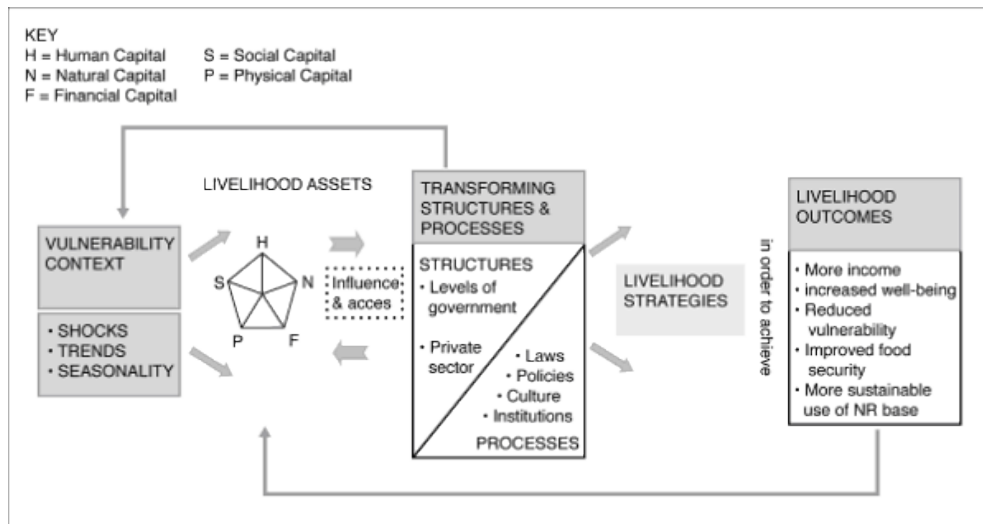 KEY
H = Human Capital
S = Social Capital
N = Natural Capital
P = Physical Capital
F = Financial Capital
LIVELIHOOD ASSETS
VULNERABILITY
CONTEXT
• SHOCKS
• TRENDS
• SEASONALITY
H
S
N
P
F
Influence
& acces
TRANSFORMING
STRUCTURES &
PROCESSES
STRUCTURES
• Levels of
government
• Private
sector
• Laws
• Policies
• Culture
• Institutions
PROCESSES
LIVELIHOOD
STRATEGIES
in order to achieve
LIVELIHOOD
OUTCOMES
• More income
• increased well-being
• Reduced
vulnerability
• Improved food
security
• More sustainable
use of NR base